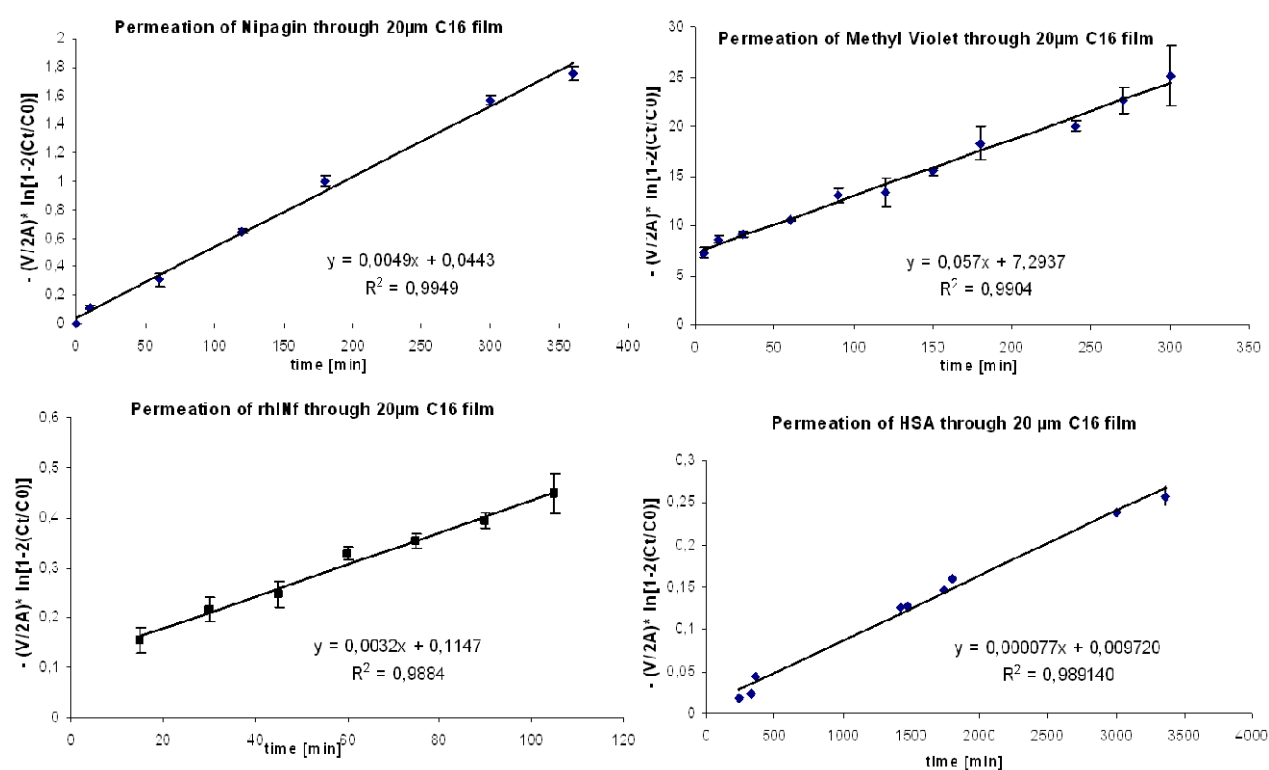 Permeation of Nipagin through 20µm C16 film
- (V/2A)* ln[1-2(Ct/C0)]
2
1,8
1,6
1,4
1,2
1
0,8
0,6
0,4
0,2
0
y = 0,0049x + 0,0443
R² = 0,9949
0 50 100 150 200 250 300 350 400
time [min]
Permeation of Methyl Violet through 20µm C16 film
- (V/2A)* ln[1-2(Ct/C0)]
30
25
20
15
10
5
0
y = 0,057x + 7,2937
R² = 0,9904
0 50 100 150 200 250 300 350
time [min]
Permeation of rhINf through 20µm C16 film
- (V/2A)* ln[1-2(Ct/C0)]
0,6
0,5
0,4
0,3
0,2
0,1
0
y = 0,0032x + 0,1147
R² = 0,9884
0 20 40 60 80 100 120
time [min]
Permeation of HSA through 20 µm C16 film
- (V/2A)* ln[1-2(Ct/C0)]
0,3
0,25
0,2
0,15
0,1
0,05
0
y = 0,000077x + 0,009720
R² = 0,989140
0 500 1000 1500 2000 2500 3000 3500 4000
time [min]